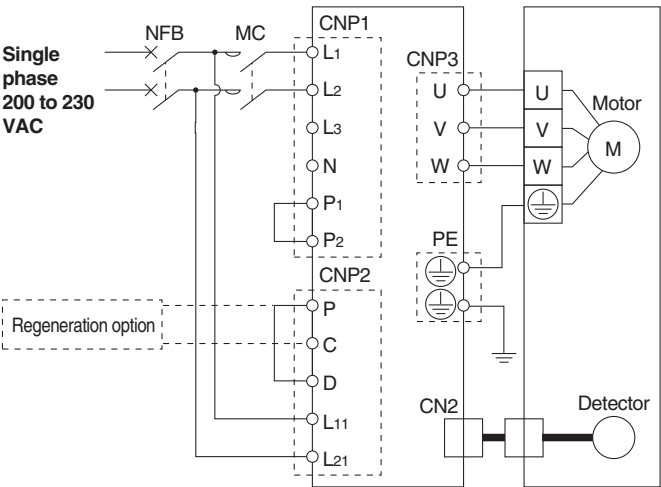 NFB
MC
CNP1
Single
phase
200 to 230
VAC
L1
L2
L3
N
P1
P2
CNP3
U
V
W
U
V
W
Motor
M
PE
CNP2
Regeneration option
P
C
D
L11
L21
CN2
Detector